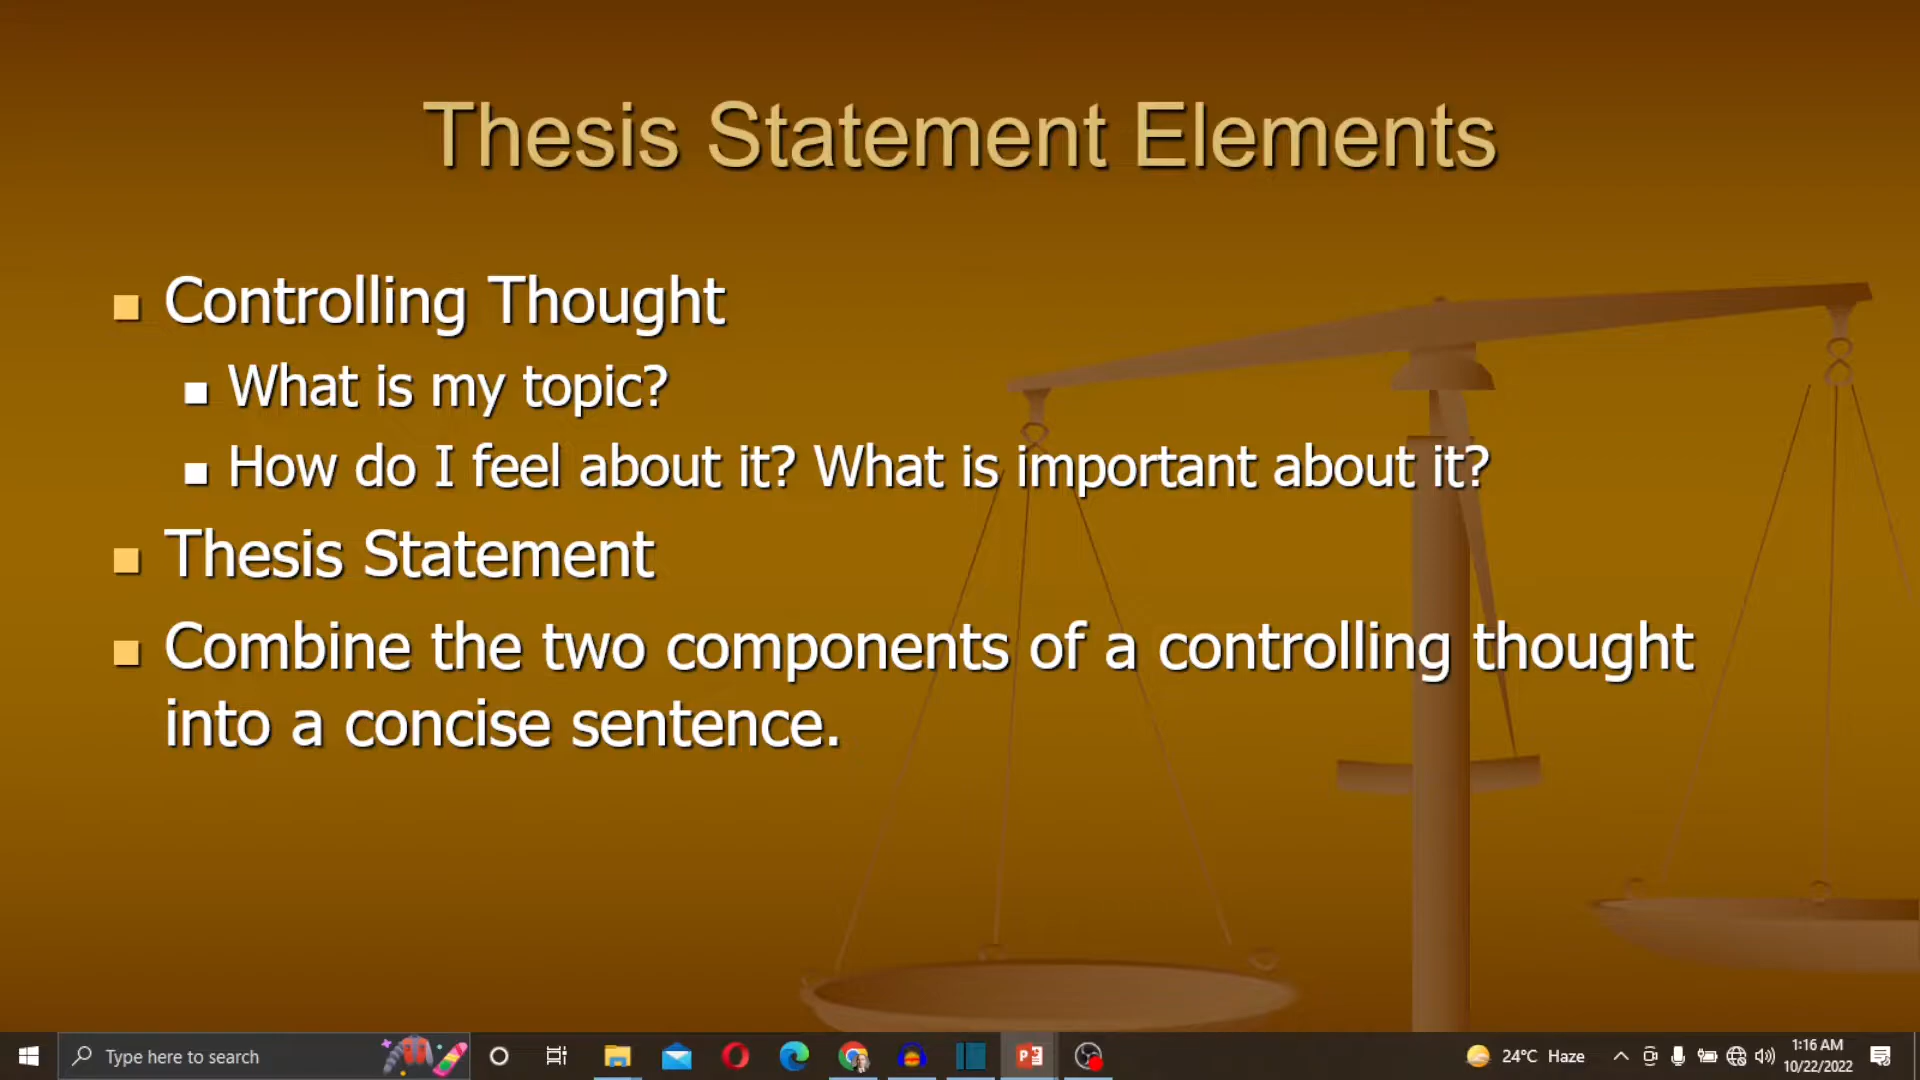 Thesis Statement Elements
Controlling Thought
What is my topic?
How do I feel about it? What is important about it?
Thesis Statement
Combine the two components of a controlling thought
into a concise sentence.
Type here to search
24°C Haze
1:16 AM
10/22/2022